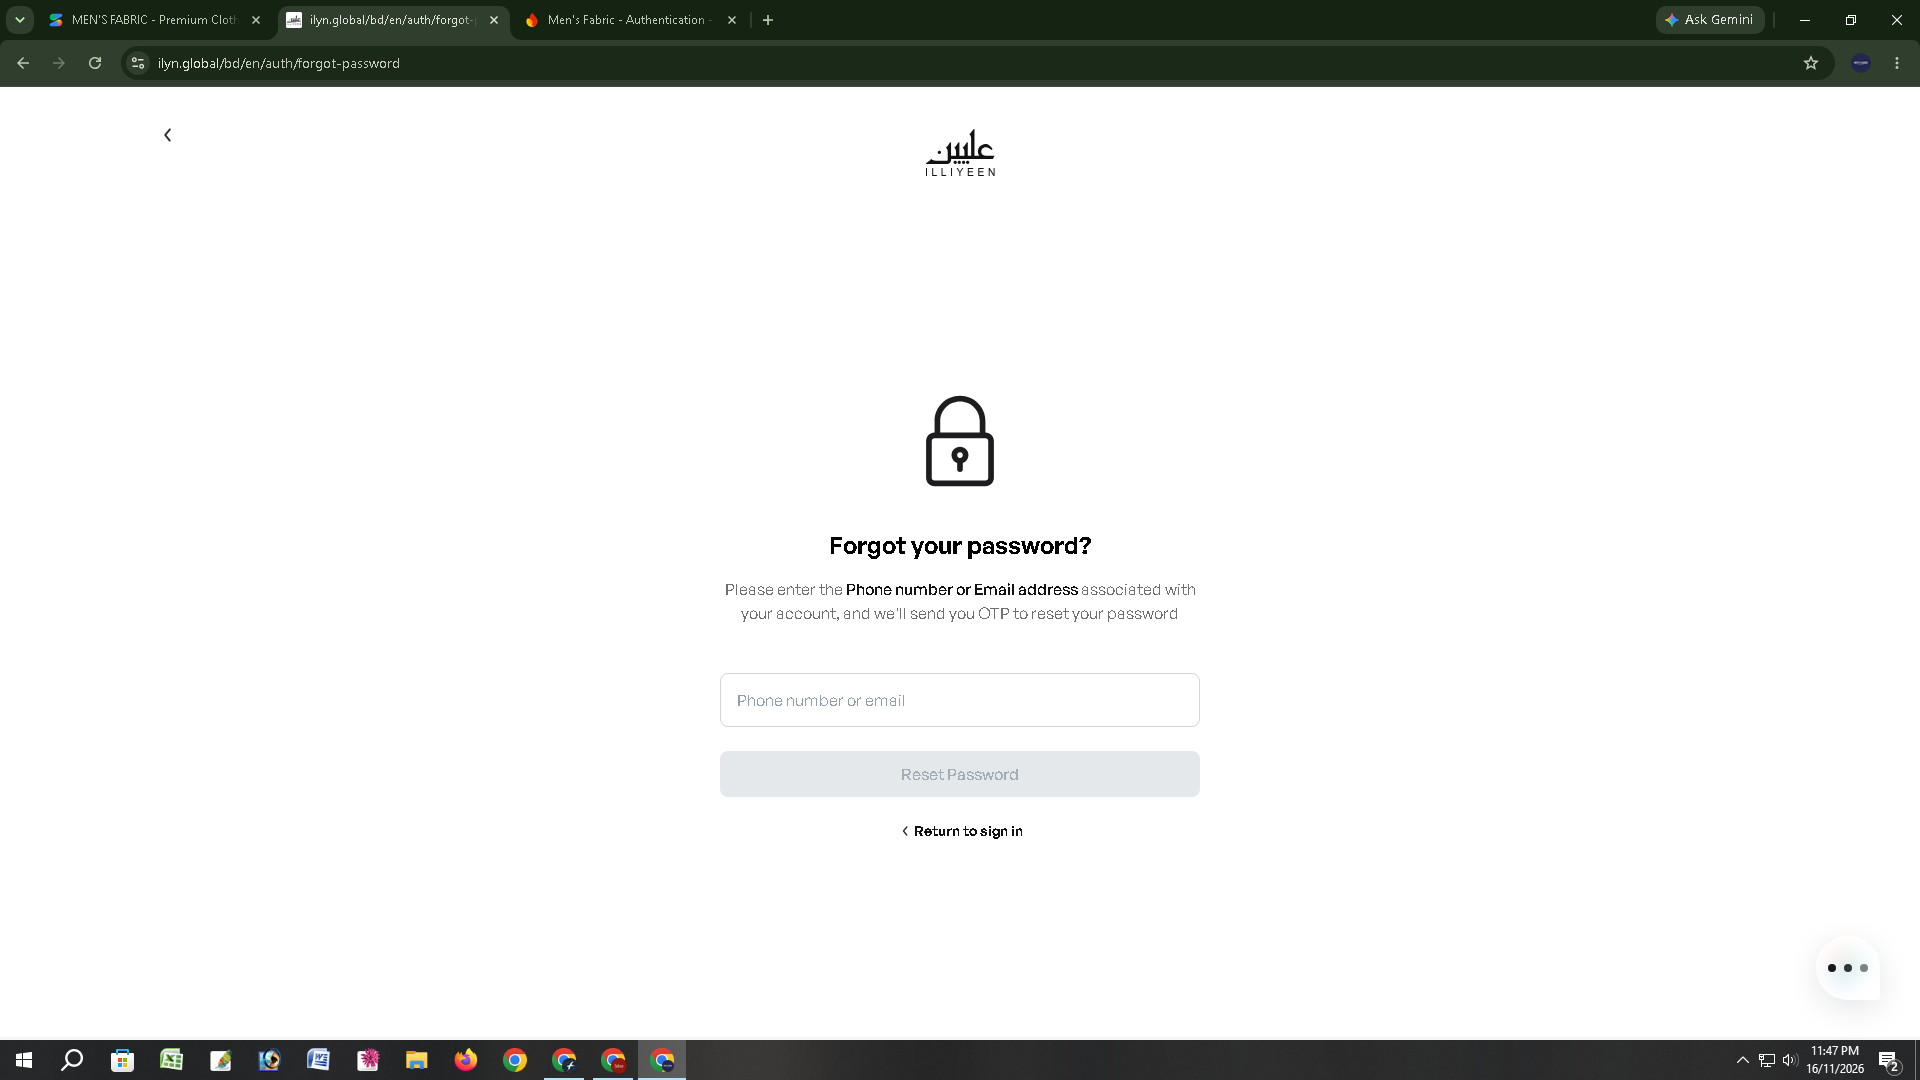 MEN'S FABRIC - Premium Cloth
ilyn.global/bd/en/auth/forgot-p
Men's Fabric - Authentication -
Ask Gemini
ilyn.global/bd/en/auth/forgot-password
عليين
ILLIYEEN
Forgot your password?
Please enter the Phone number or Email address associated with
your account, and we'll send you OTP to reset your password
Phone number or email
Reset Password
Return to sign in
11:47 PM
16/11/2026
2